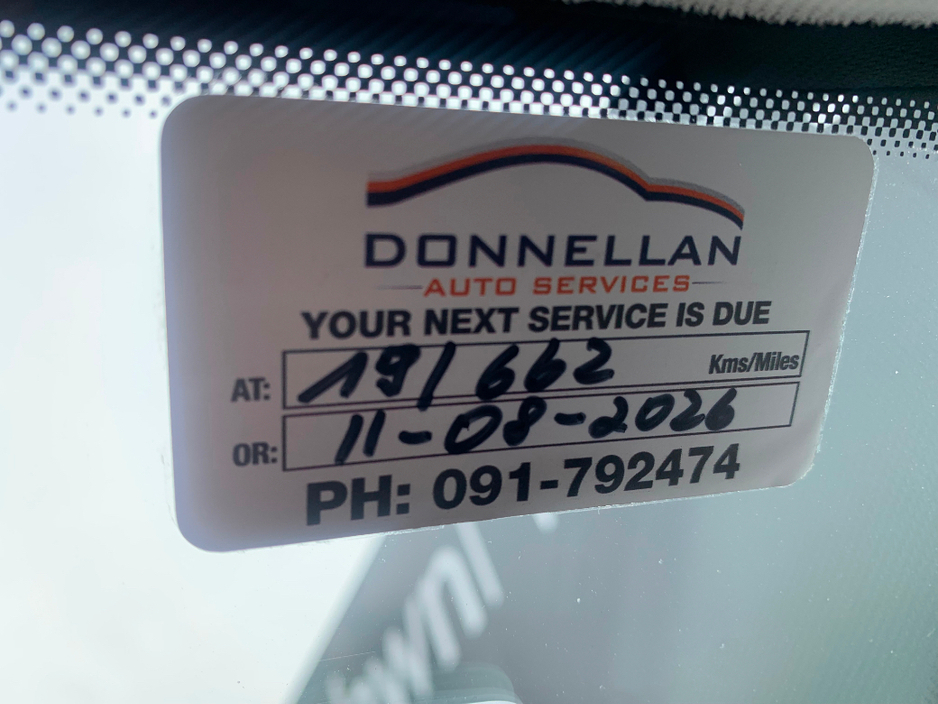 DONNELLAN
AUTO SERVICES
YOUR NEXT SERVICE IS DUE
AT: 191662 Kms/Miles
OR: 11-08-2026
PH: 091-792474